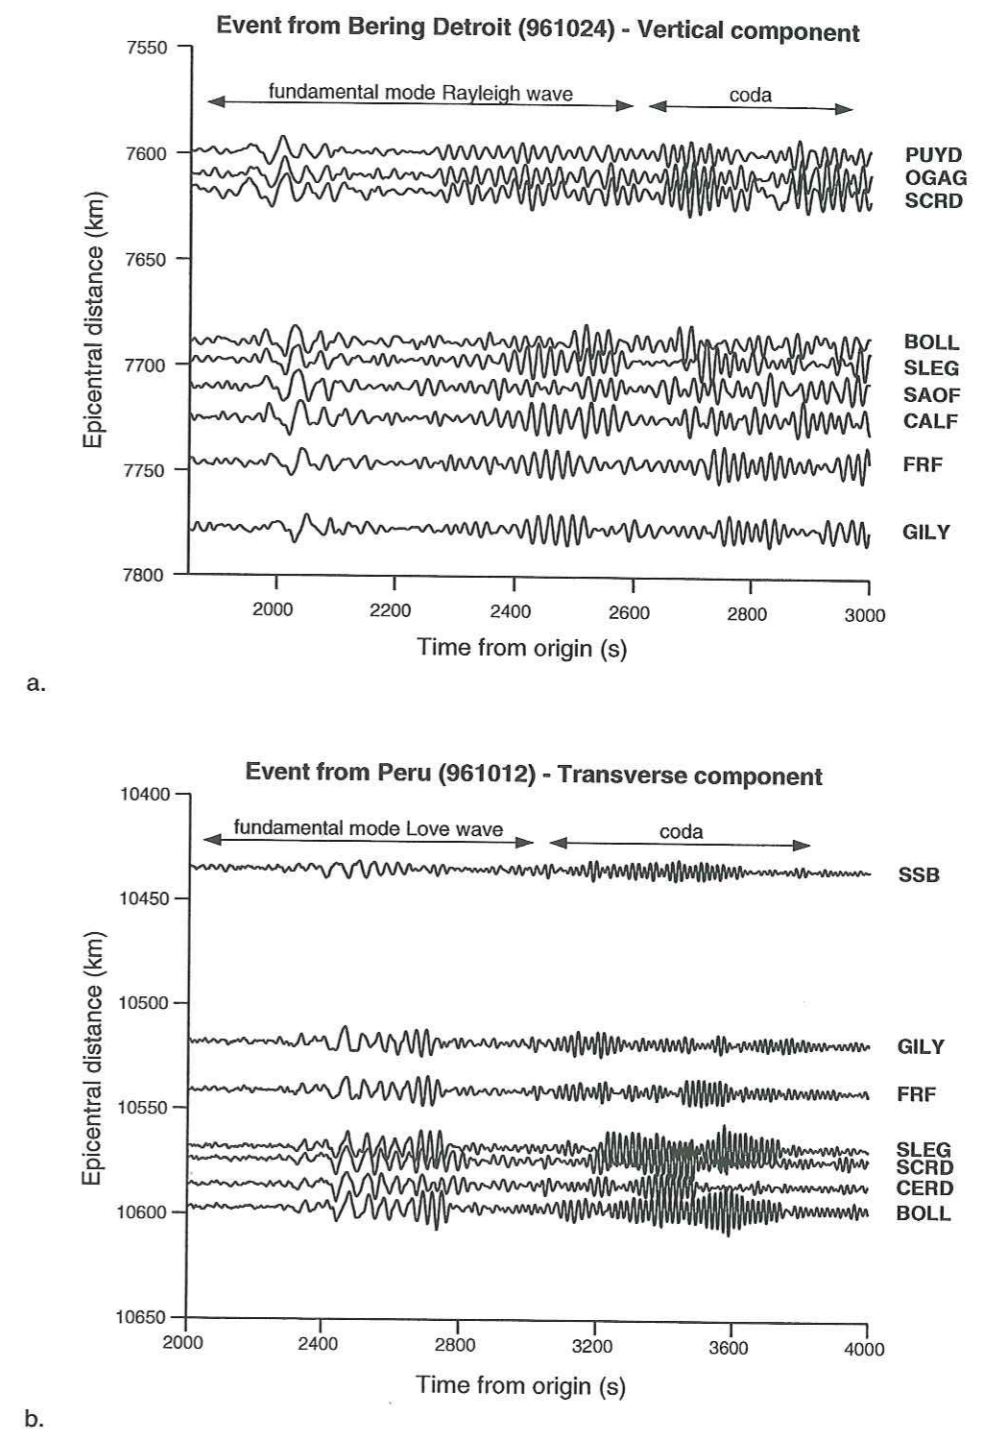 Event from Bering Detroit (961024) - Vertical component
7550
fundamental mode Rayleigh wave
coda
7600
PUYD
OGAG
SCRD
7650
BOLL
7700
SLEG
SAOF
CALF
FRF
7750
GILY
7800
2000 2200 2400 2600 2800 3000
Epicentral distance (km)
Time from origin (s)
a.
Event from Peru (961012) - Transverse component
10400
fundamental mode Love wave
coda
SSB
10450
10500
GILY
FRF
10550
SLEG
SCRD
CERD
10600
BOLL
10650
2000 2400 2800 3200 3600 4000
Epicentral distance (km)
Time from origin (s)
b.